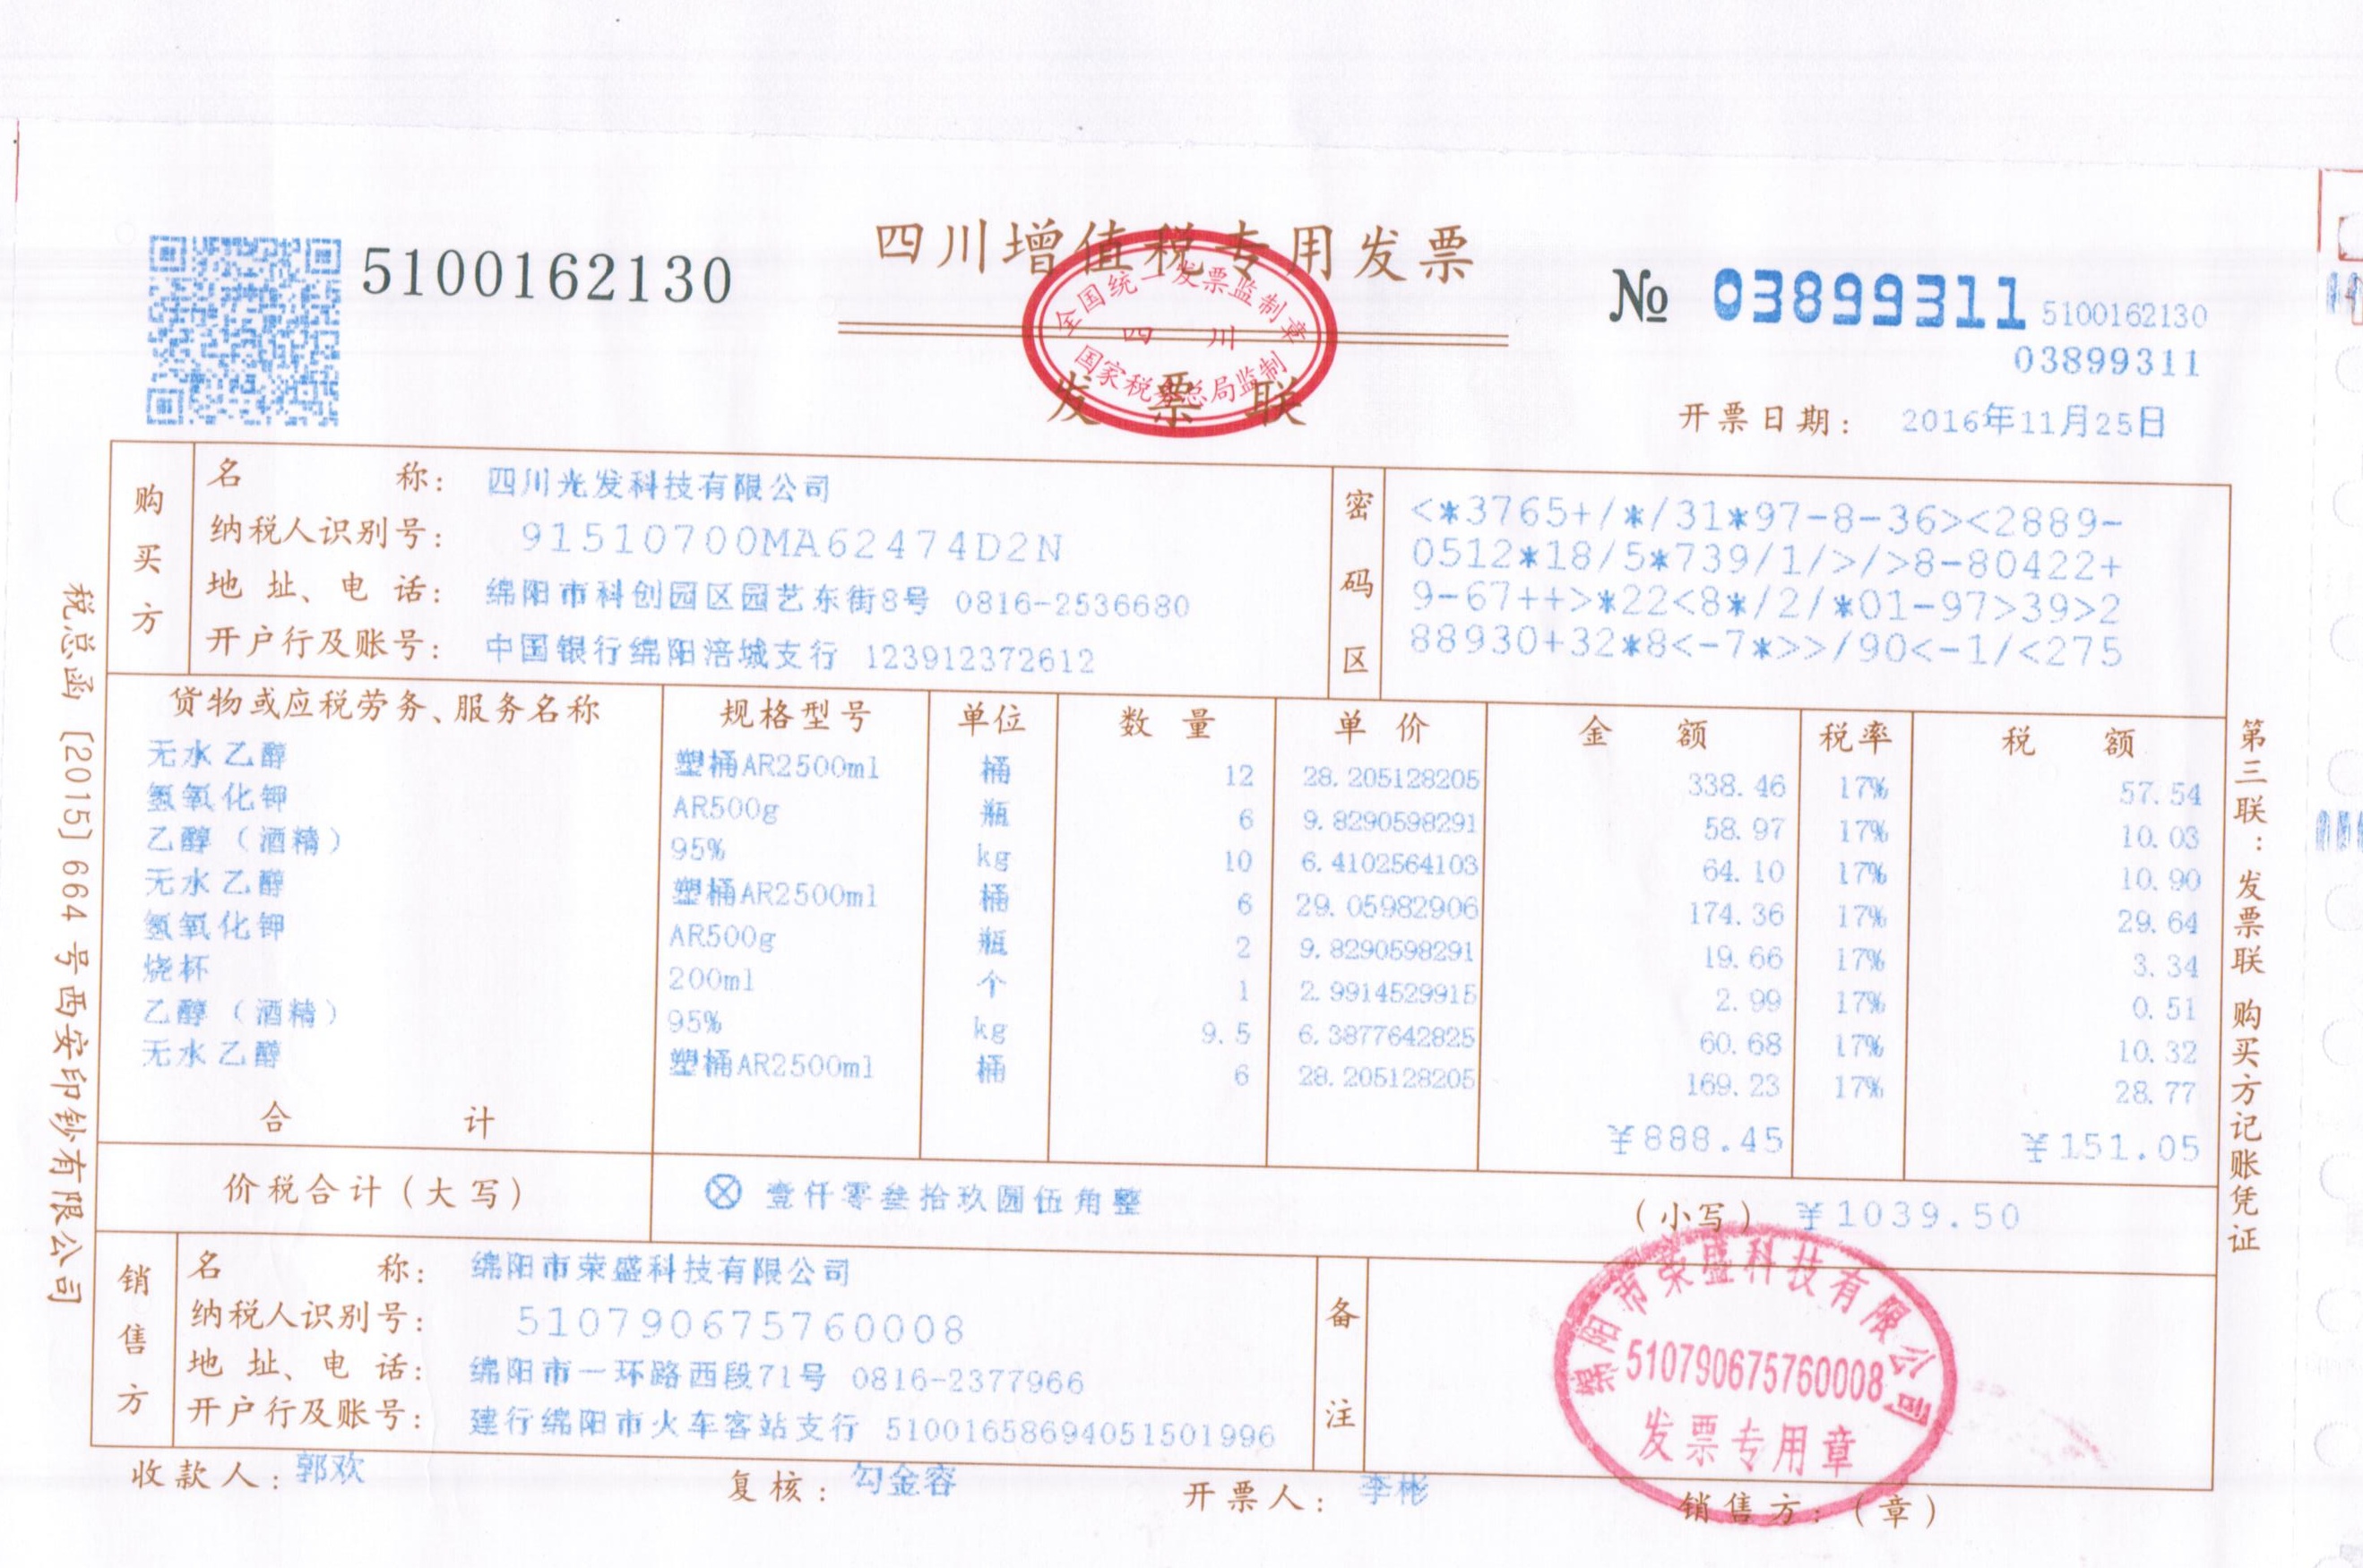 四川增值税专用发票
5100162130
№ 03899311 5100162130
03899311
全国统一发票监制章
四 川
国家税务总局监制
发票联
开票日期: 2016年11月25日
购买方
名 称: 四川光发科技有限公司
纳税人识别号: 91510700MA62474D2N
地 址、电 话: 绵阳市科创园区园艺东街8号 0816-2536680
开户行及账号: 中国银行绵阳涪城支行 123912372612
密码区
<*3765+/*/31*97-8-36><2889-
0512*18/5*739/1/>/>8-80422+
9-67++>*22<8*/2/*01-97>39>2
88930+32*8<-7*>>/90<-1/<275
货物或应税劳务、服务名称 规格型号 单位 数 量 单 价 金 额 税率 税 额
无水乙醇 塑桶AR2500ml 桶 12 28.205128205 338.46 17% 57.54
氢氧化钾 AR500g 瓶 6 9.8290598291 58.97 17% 10.03
乙醇（酒精） 95% kg 10 6.4102564103 64.10 17% 10.90
无水乙醇 塑桶AR2500ml 桶 6 29.05982906 174.36 17% 29.64
氢氧化钾 AR500g 瓶 2 9.8290598291 19.66 17% 3.34
烧杯 200ml 个 1 2.9914529915 2.99 17% 0.51
乙醇（酒精） 95% kg 9.5 6.3877642825 60.68 17% 10.32
无水乙醇 塑桶AR2500ml 桶 6 28.205128205 169.23 17% 28.77
合 计 ¥888.45 ¥151.05
价税合计（大写） ⊗ 壹仟零叁拾玖圆伍角整 （小写） ¥1039.50
销售方
名 称: 绵阳市荣盛科技有限公司
纳税人识别号: 510790675760008
地 址、电 话: 绵阳市一环路西段71号 0816-2377966
开户行及账号: 建行绵阳市火车客站支行 51001658694051501996
备注
绵阳市荣盛科技有限公司
510790675760008
发票专用章
收款人: 郭欢 复核: 勾金容 开票人: 李彬 销售方:（章）
税总函〔2015〕664号西安印钞有限公司
第三联:发票联 购买方记账凭证